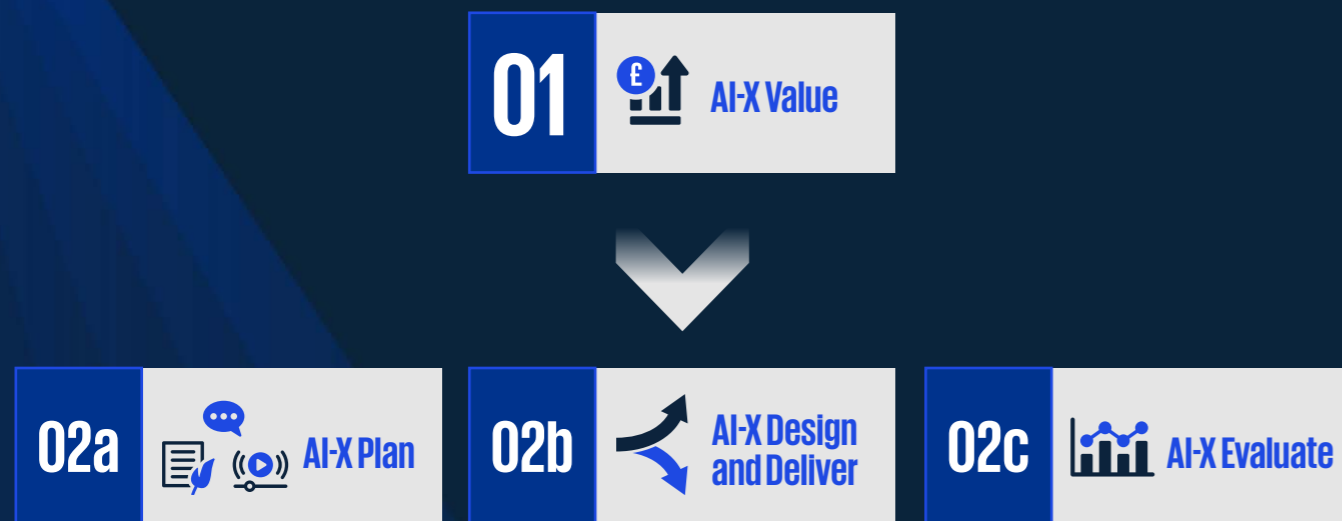 01
£
AI-X Value
02a
AI-X Plan
02b
AI-X Design
and Deliver
02c
AI-X Evaluate